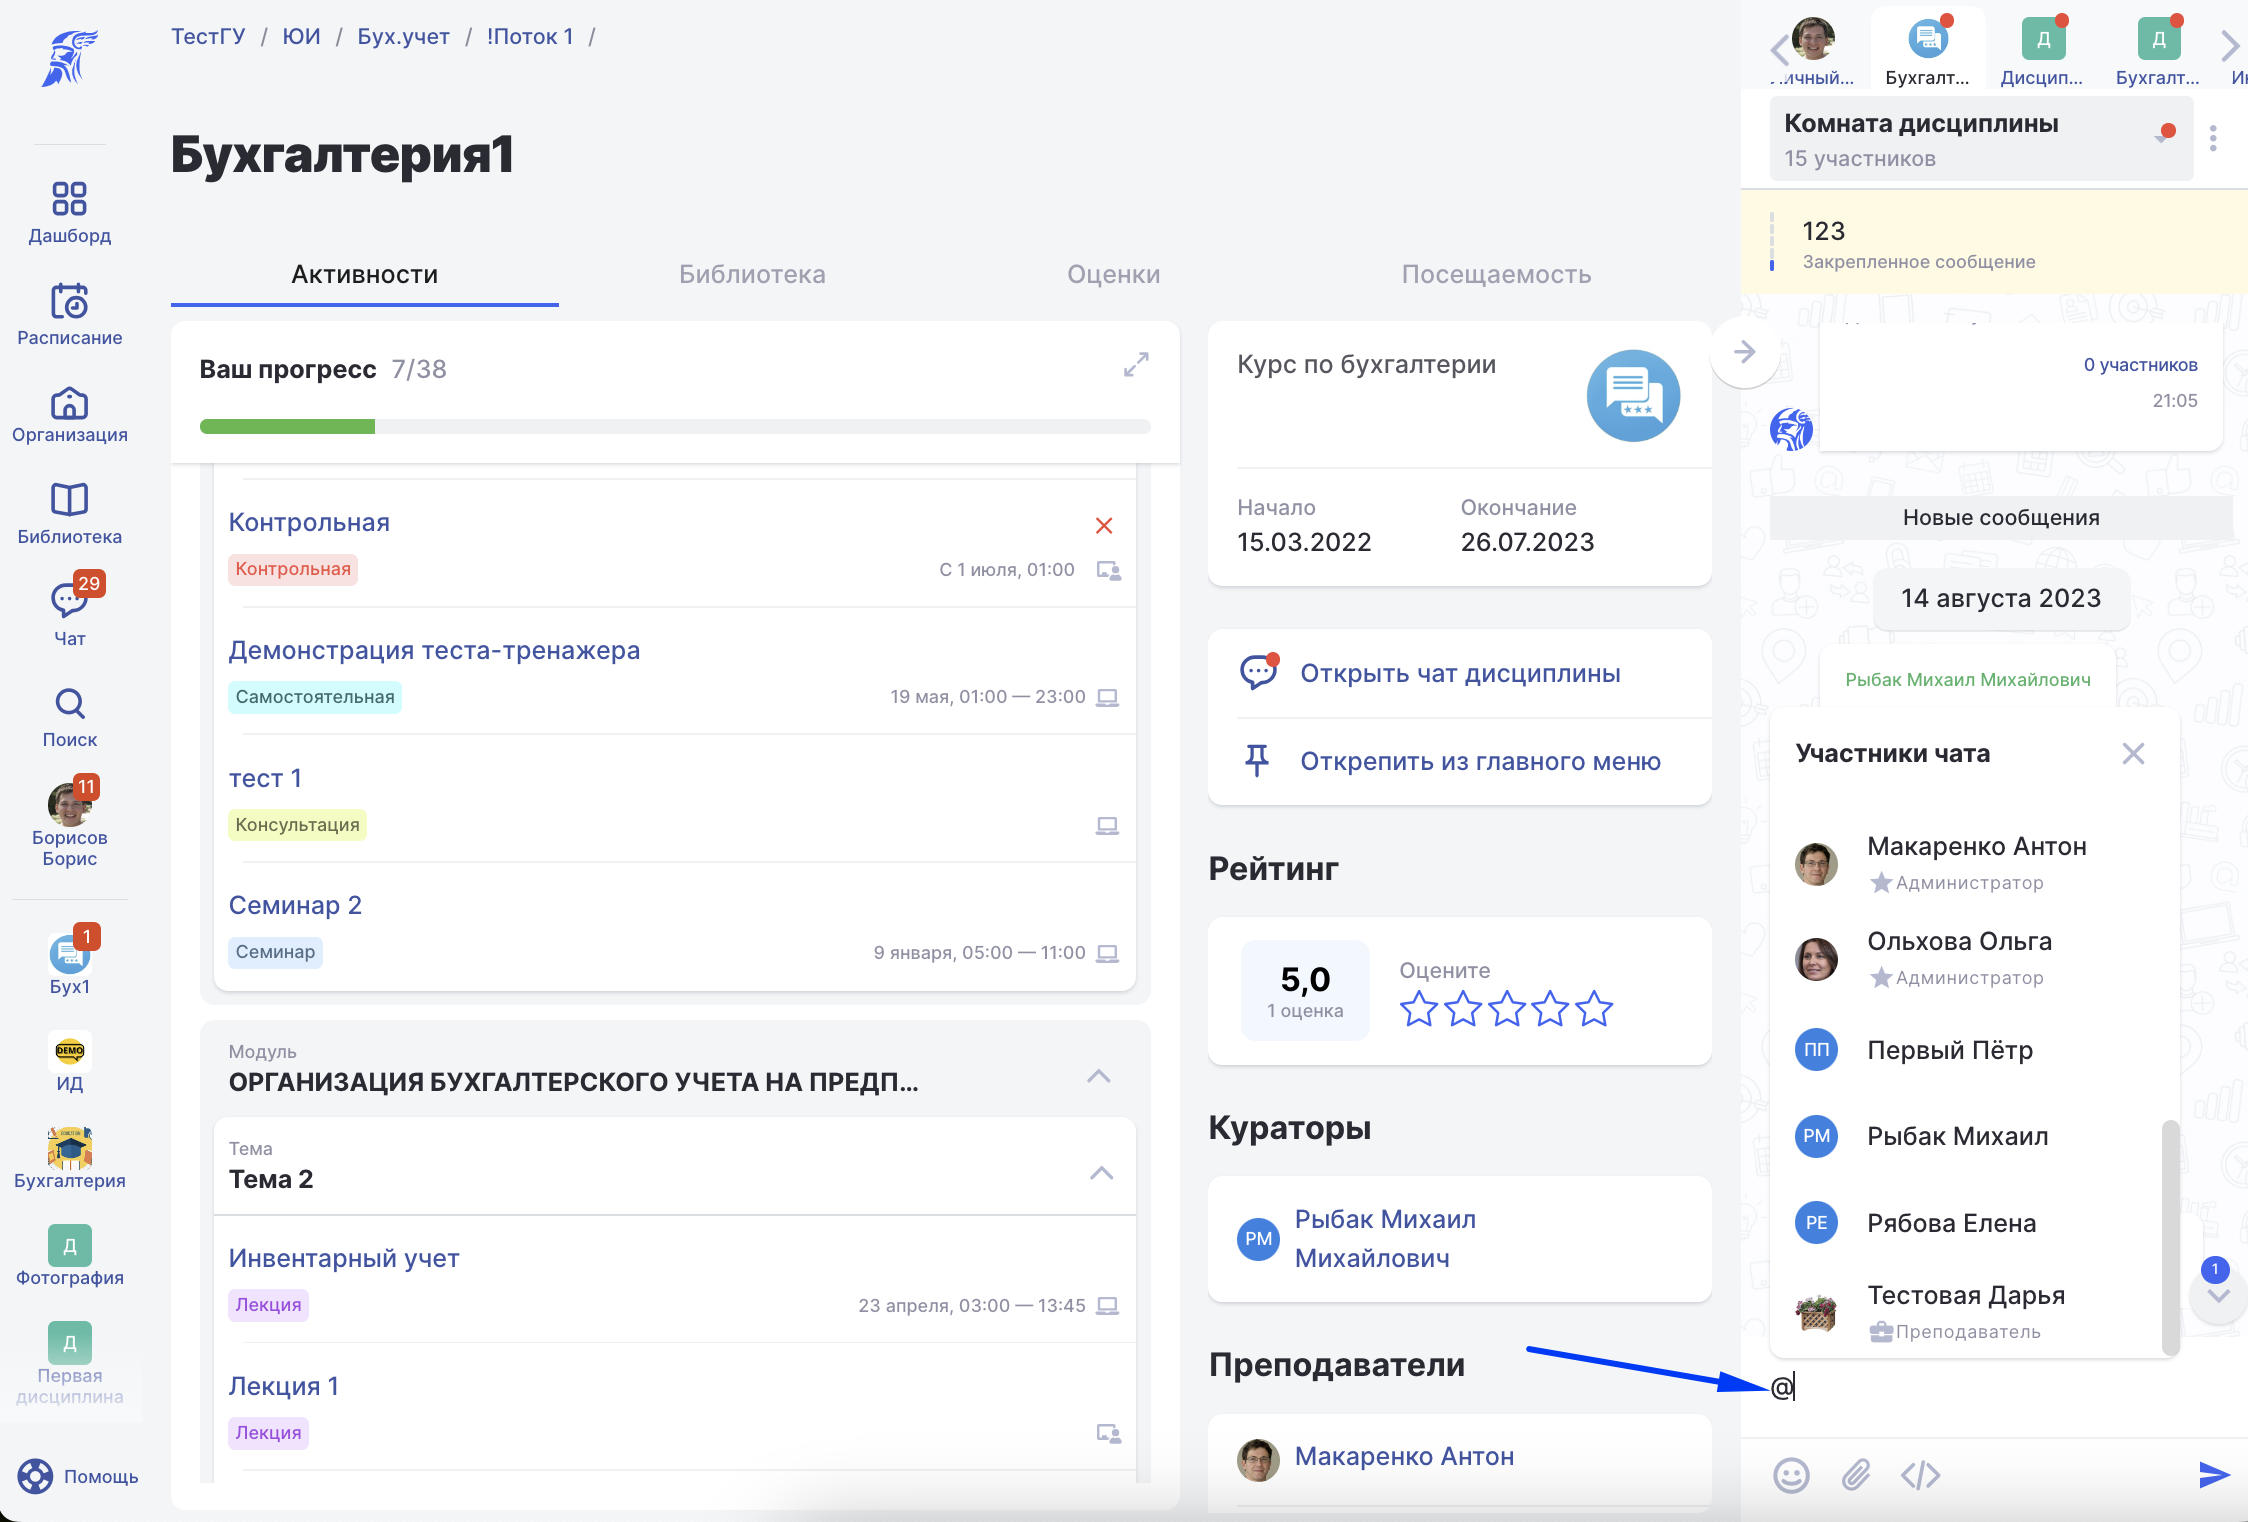 ТестГУ / ЮИ / Бух.учет / !Поток 1 /
Бухгалтерия1
Дашборд
Расписание
Организация
Библиотека
29
Чат
Поиск
11
Борисов
Борис
1
Бух1
DEMO
ИД
Бухгалтерия
Д
Фотография
Д
Первая
дисциплина
Помощь
Активности
Библиотека
Оценки
Посещаемость
Ваш прогресс 7/38
Контрольная
Контрольная
С 1 июля, 01:00
Демонстрация теста-тренажера
Самостоятельная
19 мая, 01:00 — 23:00
тест 1
Консультация
Семинар 2
Семинар
9 января, 05:00 — 11:00
Модуль
ОРГАНИЗАЦИЯ БУХГАЛТЕРСКОГО УЧЕТА НА ПРЕДП...
Тема
Тема 2
Инвентарный учет
Лекция
23 апреля, 03:00 — 13:45
Лекция 1
Лекция
Курс по бухгалтерии
Начало
15.03.2022
Окончание
26.07.2023
Открыть чат дисциплины
Открепить из главного меню
Рейтинг
5,0
1 оценка
Оцените
Кураторы
РМ
Рыбак Михаил
Михайлович
Преподаватели
Макаренко Антон
Бухгалт...
Д
Дисцип...
Д
Бухгалт...
Комната дисциплины
15 участников
123
Закрепленное сообщение
0 участников
21:05
Новые сообщения
14 августа 2023
Рыбак Михаил Михайлович
Участники чата
Макаренко Антон
Администратор
Ольхова Ольга
Администратор
ПП
Первый Пётр
РМ
Рыбак Михаил
РЕ
Рябова Елена
Тестовая Дарья
Преподаватель
1
@